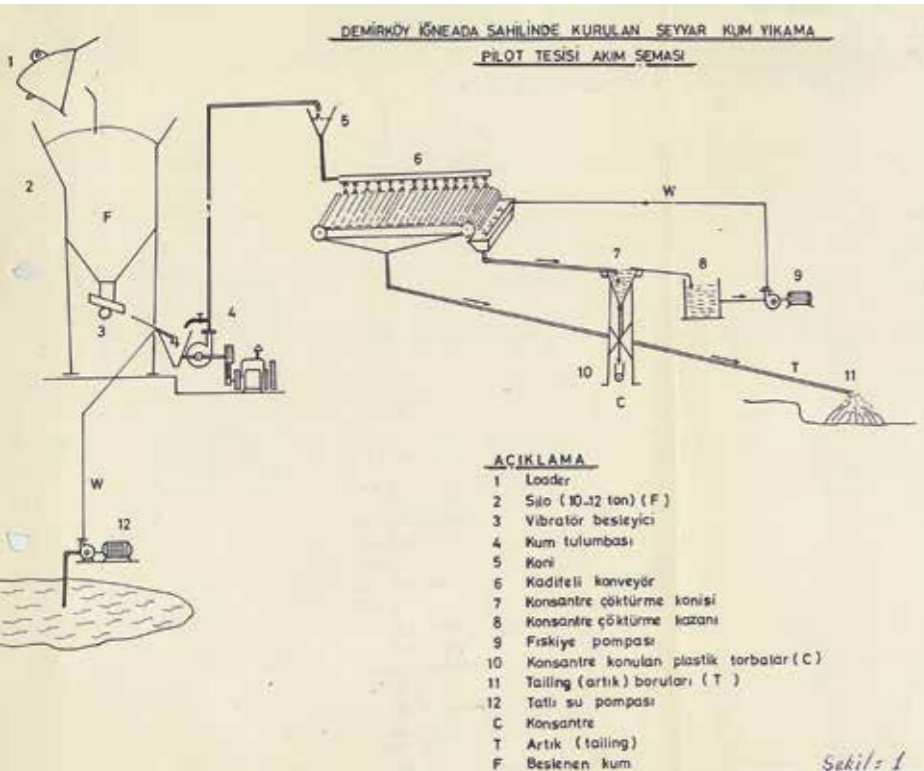 DEMİRKÖY İĞNEADA SAHİLİNDE KURULAN SEYYAR KUM YIKAMA
PİLOT TESİSİ AKIM ŞEMASI
1
5
6
2
W
F
7
8
9
3
4
10
T
11
C
W
12
AÇIKLAMA
1 Loader
2 Silo (10-12 ton) (F)
3 Vibratör besleyici
4 Kum tulumbası
5 Koni
6 Kadifeli konveyör
7 Konsantre çöktürme konisi
8 Konsantre çöktürme kazanı
9 Fıskiye pompası
10 Konsantre konulan plastik torbalar (C)
11 Tailing (artık) boruları (T)
12 Tatlı su pompası
C Konsantre
T Artık (tailing)
F Beslenen kum
Şekil: 1